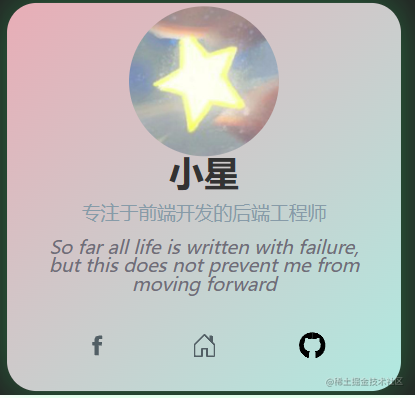 小星
专注于前端开发的后端工程师
So far all life is written with failure,
but this does not prevent me from
moving forward
@稀土掘金技术社区